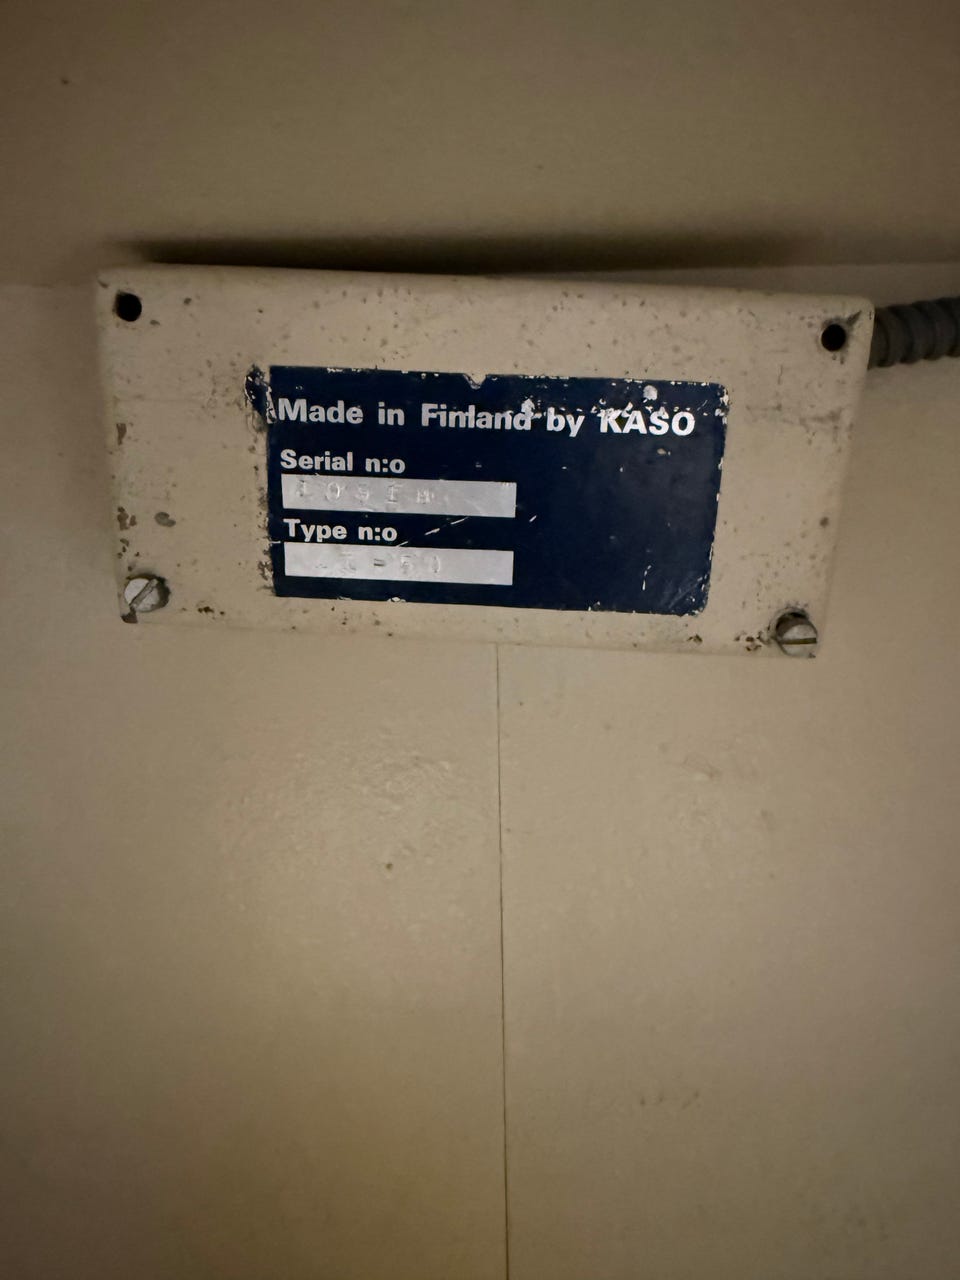 Made in Finland by KASO
Serial n:o
Type n:o